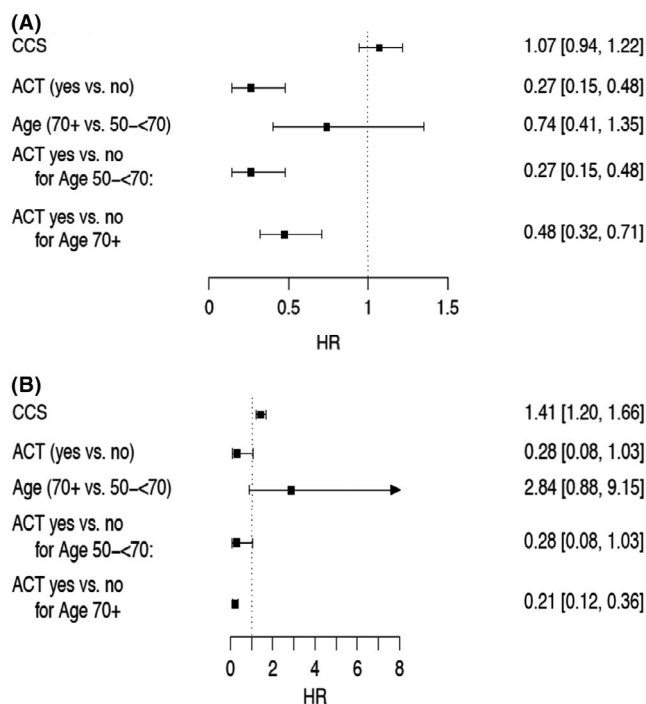 (A)
CCS 1.07 [0.94, 1.22]
ACT (yes vs. no) 0.27 [0.15, 0.48]
Age (70+ vs. 50–<70) 0.74 [0.41, 1.35]
ACT yes vs. no
for Age 50–<70: 0.27 [0.15, 0.48]
ACT yes vs. no
for Age 70+ 0.48 [0.32, 0.71]
0 0.5 1 1.5
HR
(B)
CCS 1.41 [1.20, 1.66]
ACT (yes vs. no) 0.28 [0.08, 1.03]
Age (70+ vs. 50–<70) 2.84 [0.88, 9.15]
ACT yes vs. no
for Age 50–<70: 0.28 [0.08, 1.03]
ACT yes vs. no
for Age 70+ 0.21 [0.12, 0.36]
0 2 4 6 8
HR